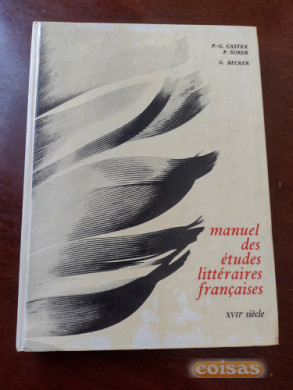 P.-G. CASTEX
P. SURER
G. BECKER
manuel
des
études
littéraires
françaises
XVIIe siècle
coisas